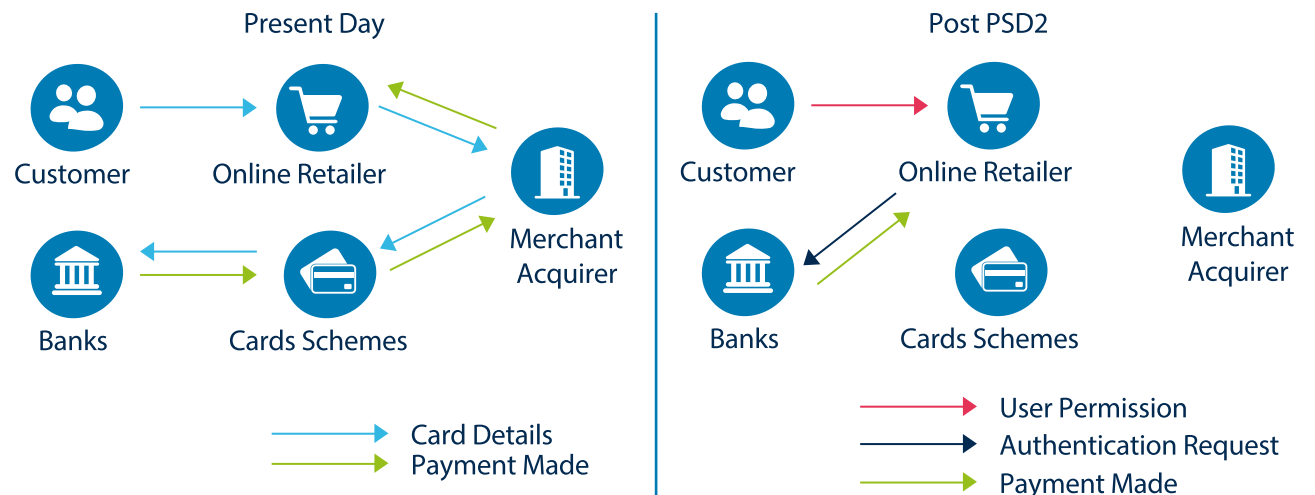 Present Day
Customer
Online Retailer
Merchant
Acquirer
Banks
Cards Schemes
Card Details
Payment Made
Post PSD2
Customer
Online Retailer
Merchant
Acquirer
Banks
Cards Schemes
User Permission
Authentication Request
Payment Made